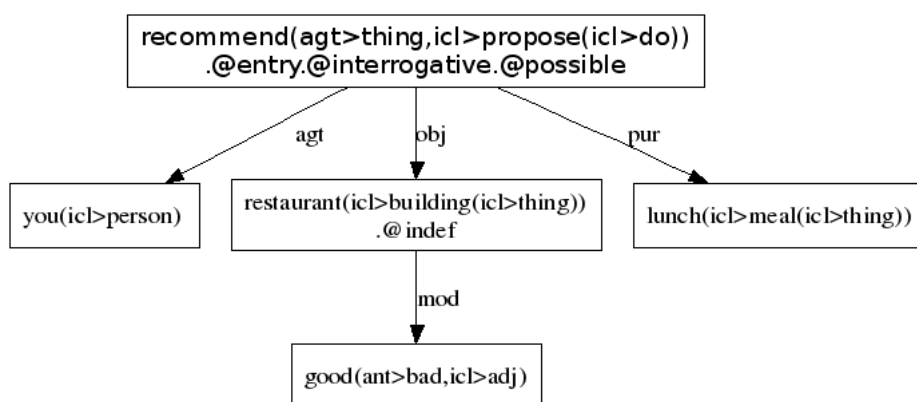 recommend(agt>thing,icl>propose(icl>do))
.@entry.@interrogative.@possible
agt
obj
pur
you(icl>person)
restaurant(icl>building(icl>thing))
.@indef
lunch(icl>meal(icl>thing))
mod
good(ant>bad,icl>adj)